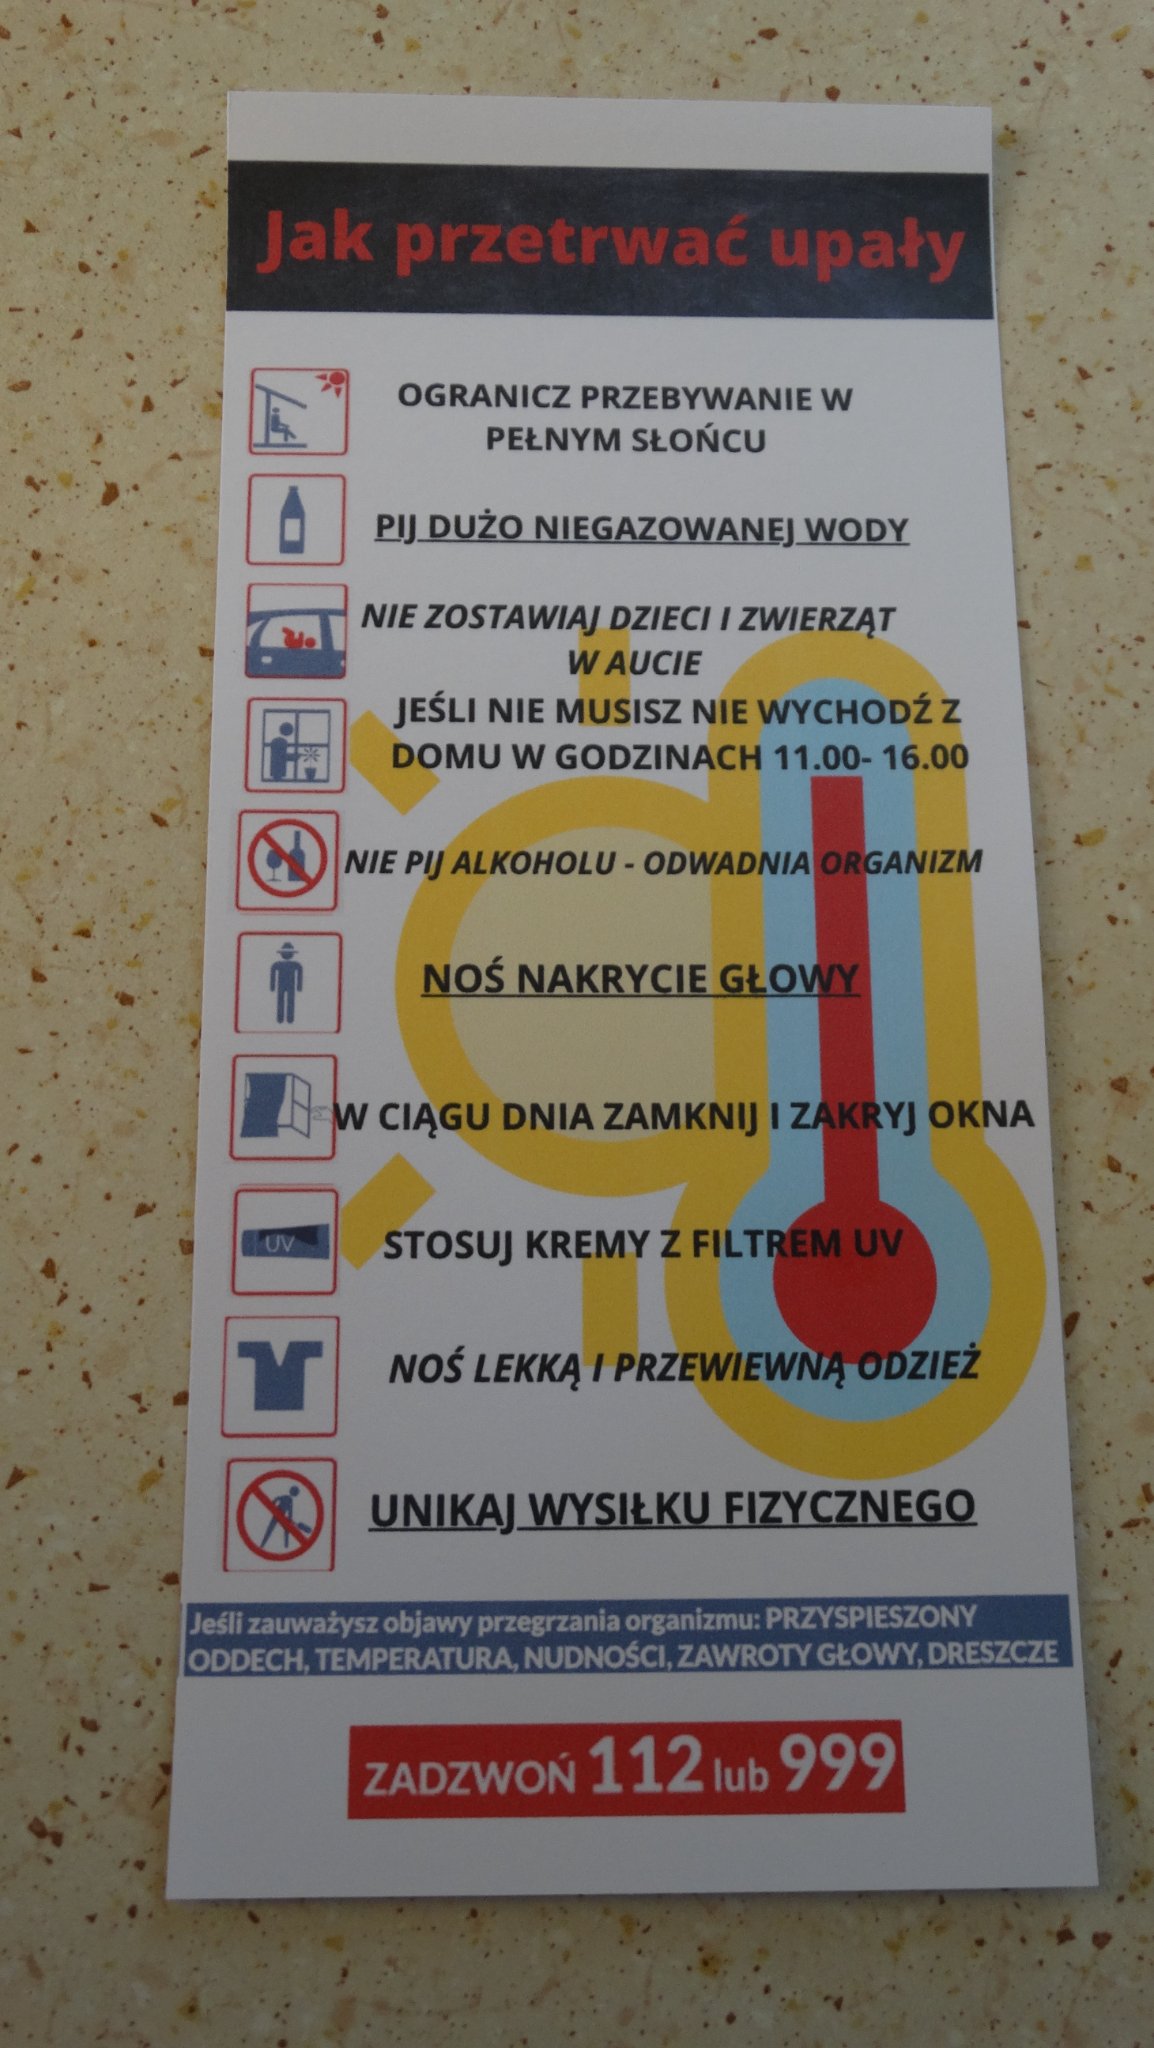 Jak przetrwać upały
OGRANICZ PRZEBYWANIE W
PEŁNYM SŁOŃCU
PIJ DUŻO NIEGAZOWANEJ WODY
NIE ZOSTAWIAJ DZIECI I ZWIERZĄT
W AUCIE
JEŚLI NIE MUSISZ NIE WYCHODŹ Z
DOMU W GODZINACH 11.00- 16.00
NIE PIJ ALKOHOLU - ODWADNIA ORGANIZM
NOŚ NAKRYCIE GŁOWY
W CIĄGU DNIA ZAMKNIJ I ZAKRYJ OKNA
UV
STOSUJ KREMY Z FILTREM UV
NOŚ LEKKĄ I PRZEWIEWNĄ ODZIEŻ
UNIKAJ WYSIŁKU FIZYCZNEGO
Jeśli zauważysz objawy przegrzania organizmu: PRZYSPIESZONY
ODDECH, TEMPERATURA, NUDNOŚCI, ZAWROTY GŁOWY, DRESZCZE
ZADZWOŃ 112 lub 999